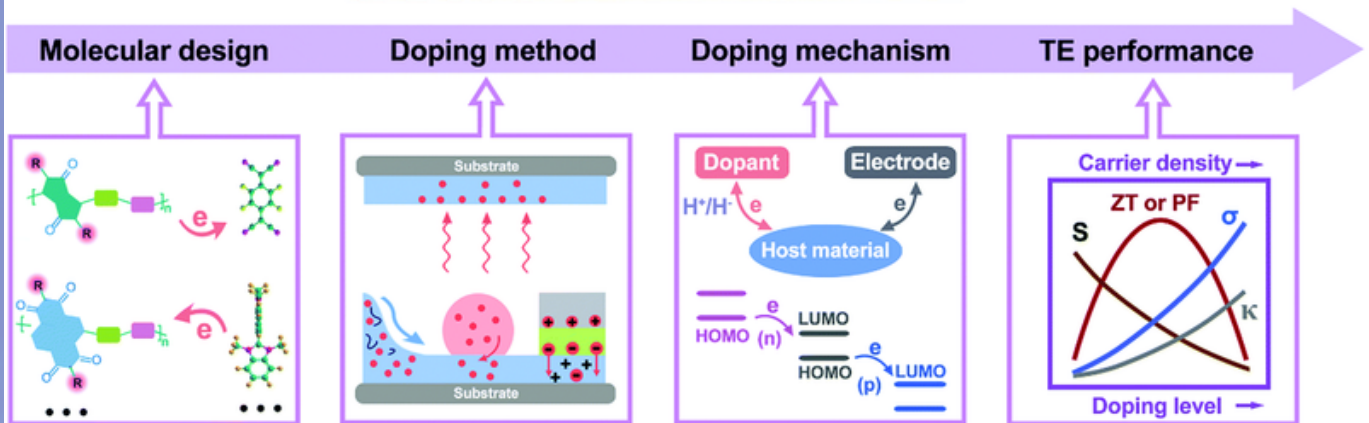 Molecular design
Doping method
Doping mechanism
TE performance
R
O
O
R
n
e
R
O
O
O
O
R
n
e
• • •
• • •
Substrate
+ + +
− − −
+ +
+ − +
Substrate
Dopant
Electrode
H⁺/H⁻
e
e
Host material
HOMO
e
(n)
LUMO
HOMO
e
(p)
LUMO
Carrier density →
ZT or PF
S
σ
κ
Doping level →